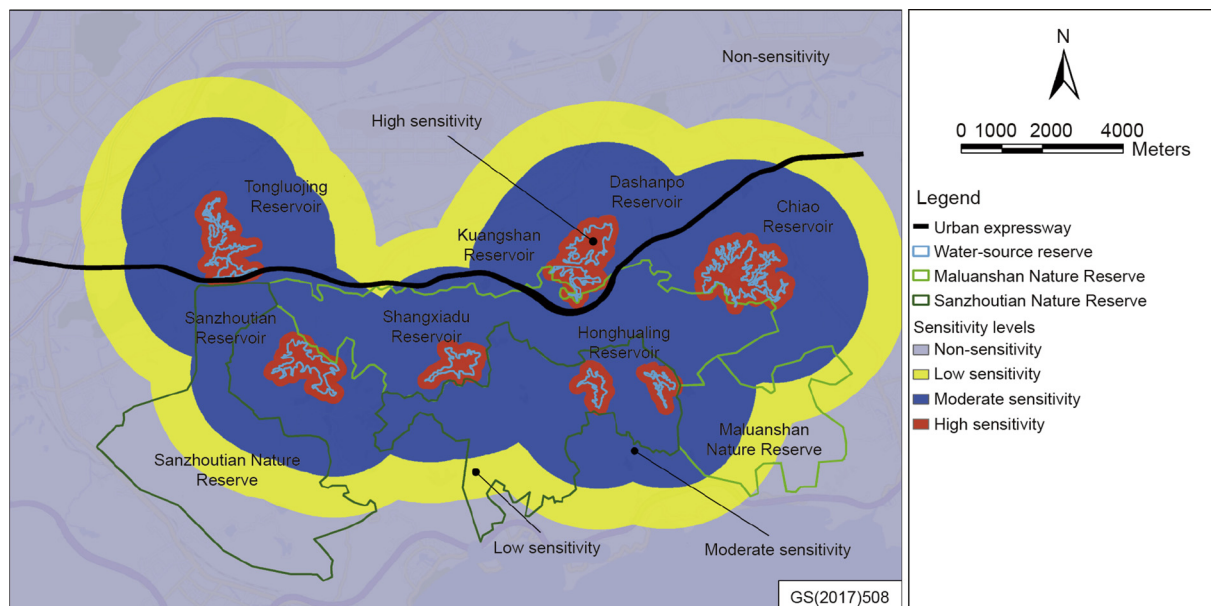 Non-sensitivity
High sensitivity
Tongluojing
Reservoir
Dashanpo
Reservoir
Chiao
Reservoir
Kuangshan
Reservoir
Sanzhoutian
Reservoir
Shangxiadu
Reservoir
Honghualing
Reservoir
Maluanshan
Nature Reserve
Sanzhoutian Nature
Reserve
Low sensitivity
Moderate sensitivity
GS(2017)508
N
0 1000 2000 4000
Meters
Legend
Urban expressway
Water-source reserve
Maluanshan Nature Reserve
Sanzhoutian Nature Reserve
Sensitivity levels
Non-sensitivity
Low sensitivity
Moderate sensitivity
High sensitivity